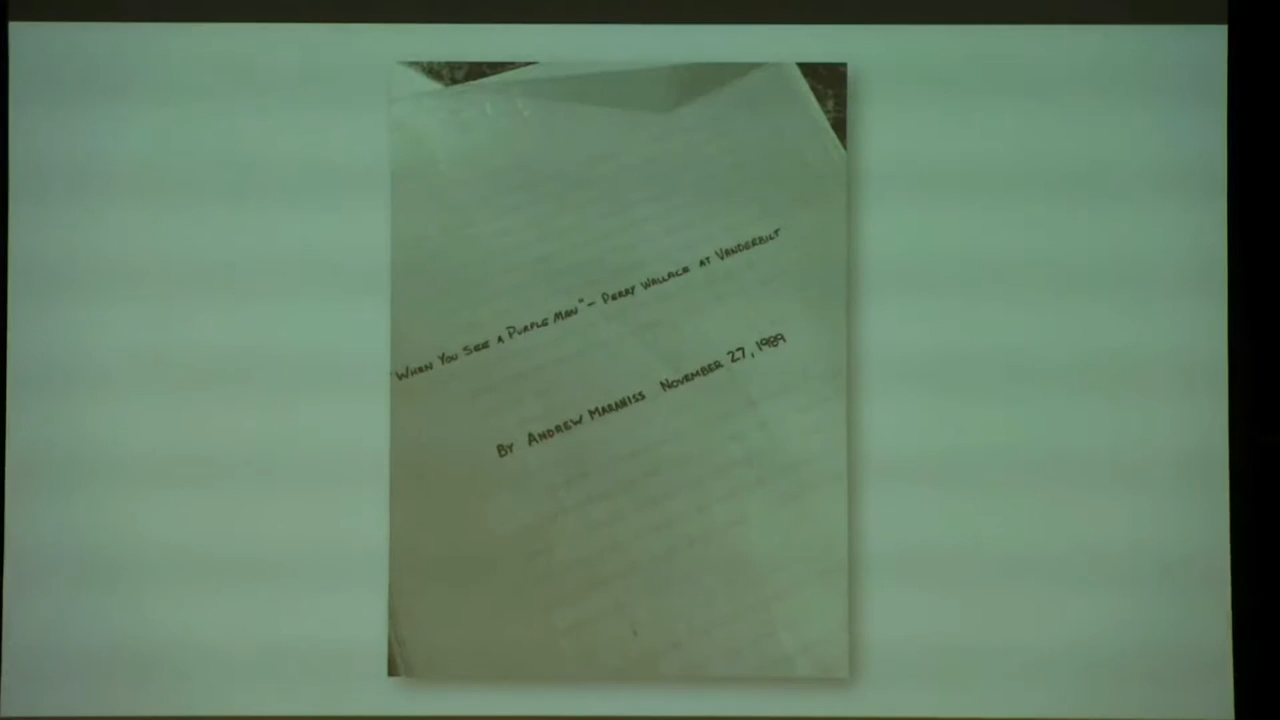 "WHEN YOU SEE A PURPLE MAN" – PERRY WALLACE AT VANDERBILT
BY ANDREW MARANISS NOVEMBER 27, 1989